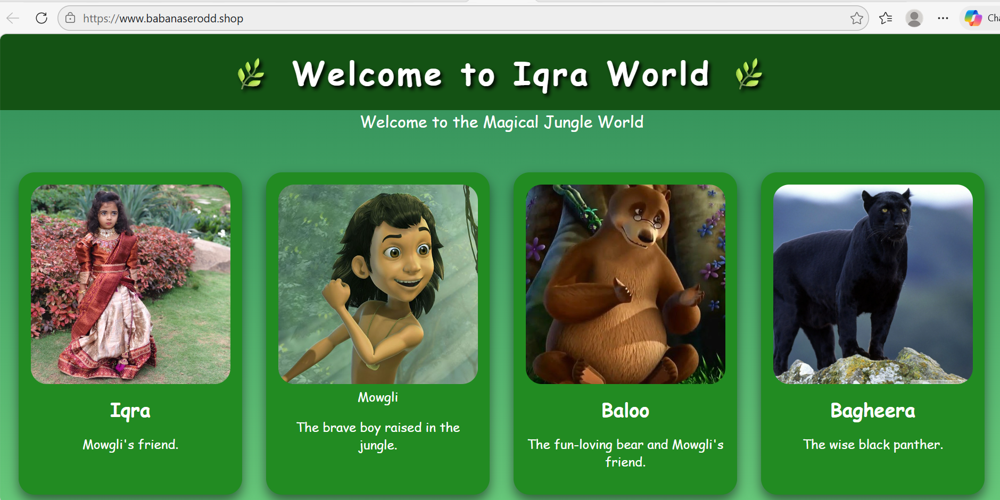 https://www.babanaserodd.shop
Welcome to Iqra World
Welcome to the Magical Jungle World
Iqra
Mowgli's friend.
Mowgli
The brave boy raised in the
jungle.
Baloo
The fun-loving bear and Mowgli's
friend.
Bagheera
The wise black panther.